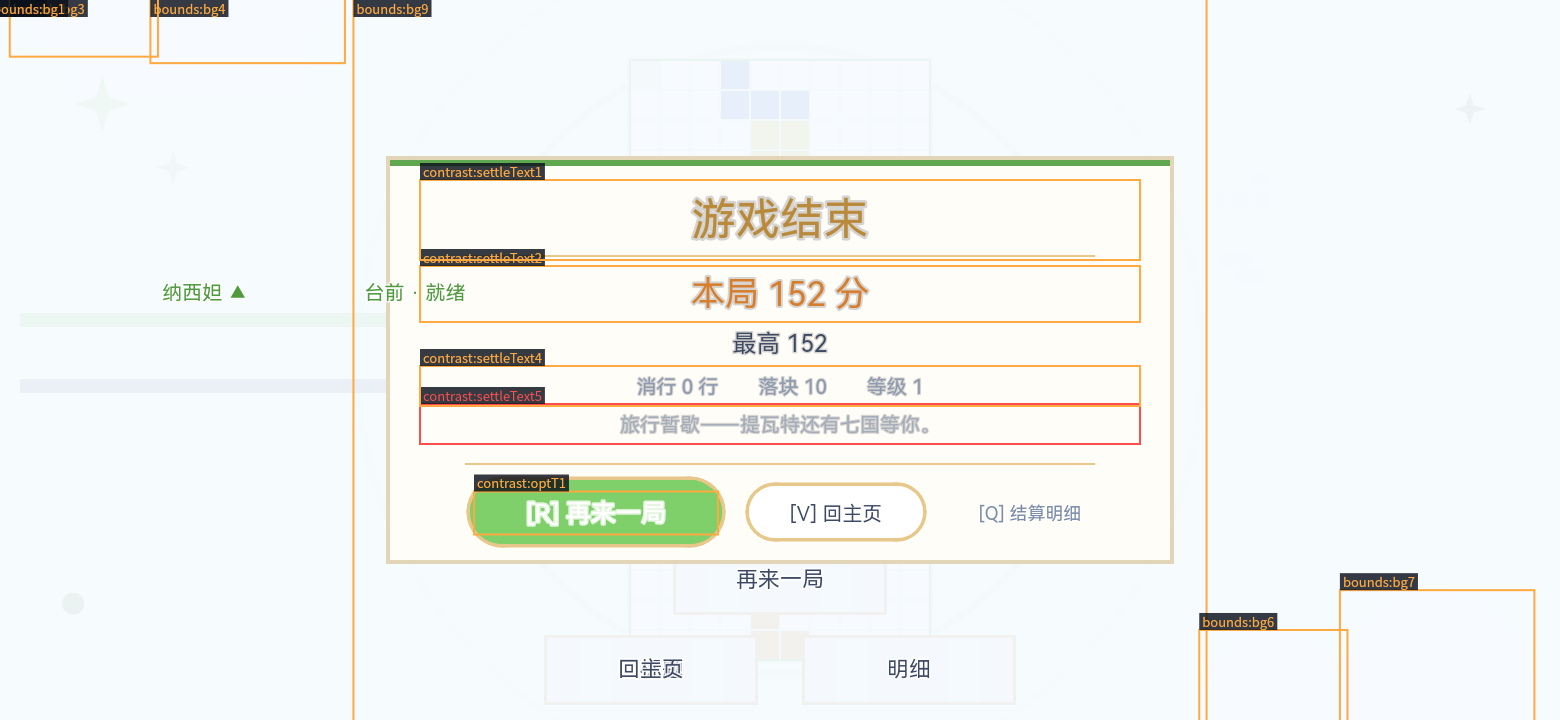 bounds:bg1
g3
bounds:bg4
bounds:bg9
contrast:settleText1
游戏结束
contrast:settleText2
纳西妲 ▲
台前 · 就绪
本局 152 分
最高 152
contrast:settleText4
消行 0 行 落块 10 等级 1
contrast:settleText5
旅行暂歇——提瓦特还有七国等你。
contrast:optT1
[R] 再来一局
[V] 回主页
[Q] 结算明细
再来一局
bounds:bg7
bounds:bg6
回主页
明细